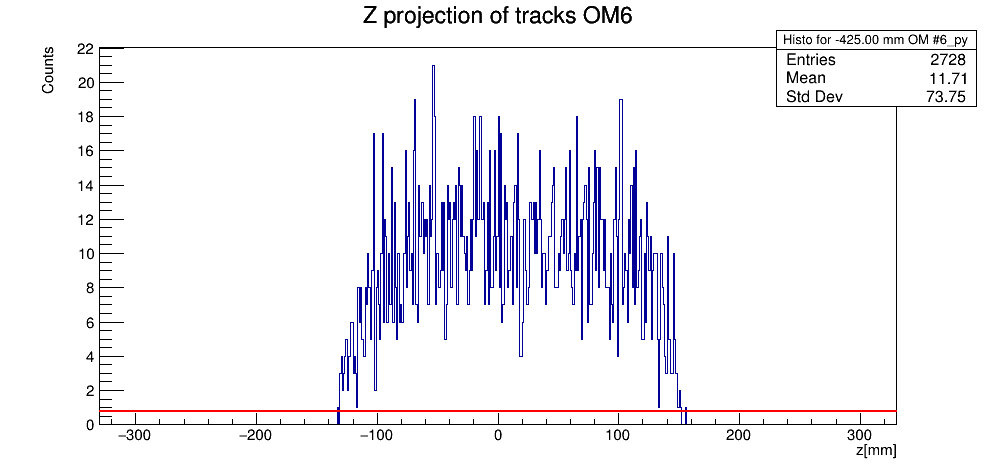 Z projection of tracks OM6
Histo for -425.00 mm OM #6_py
Entries 2728
Mean 11.71
Std Dev 73.75
Counts
22
20
18
16
14
12
10
8
6
4
2
0
−300 −200 −100 0 100 200 300
z[mm]